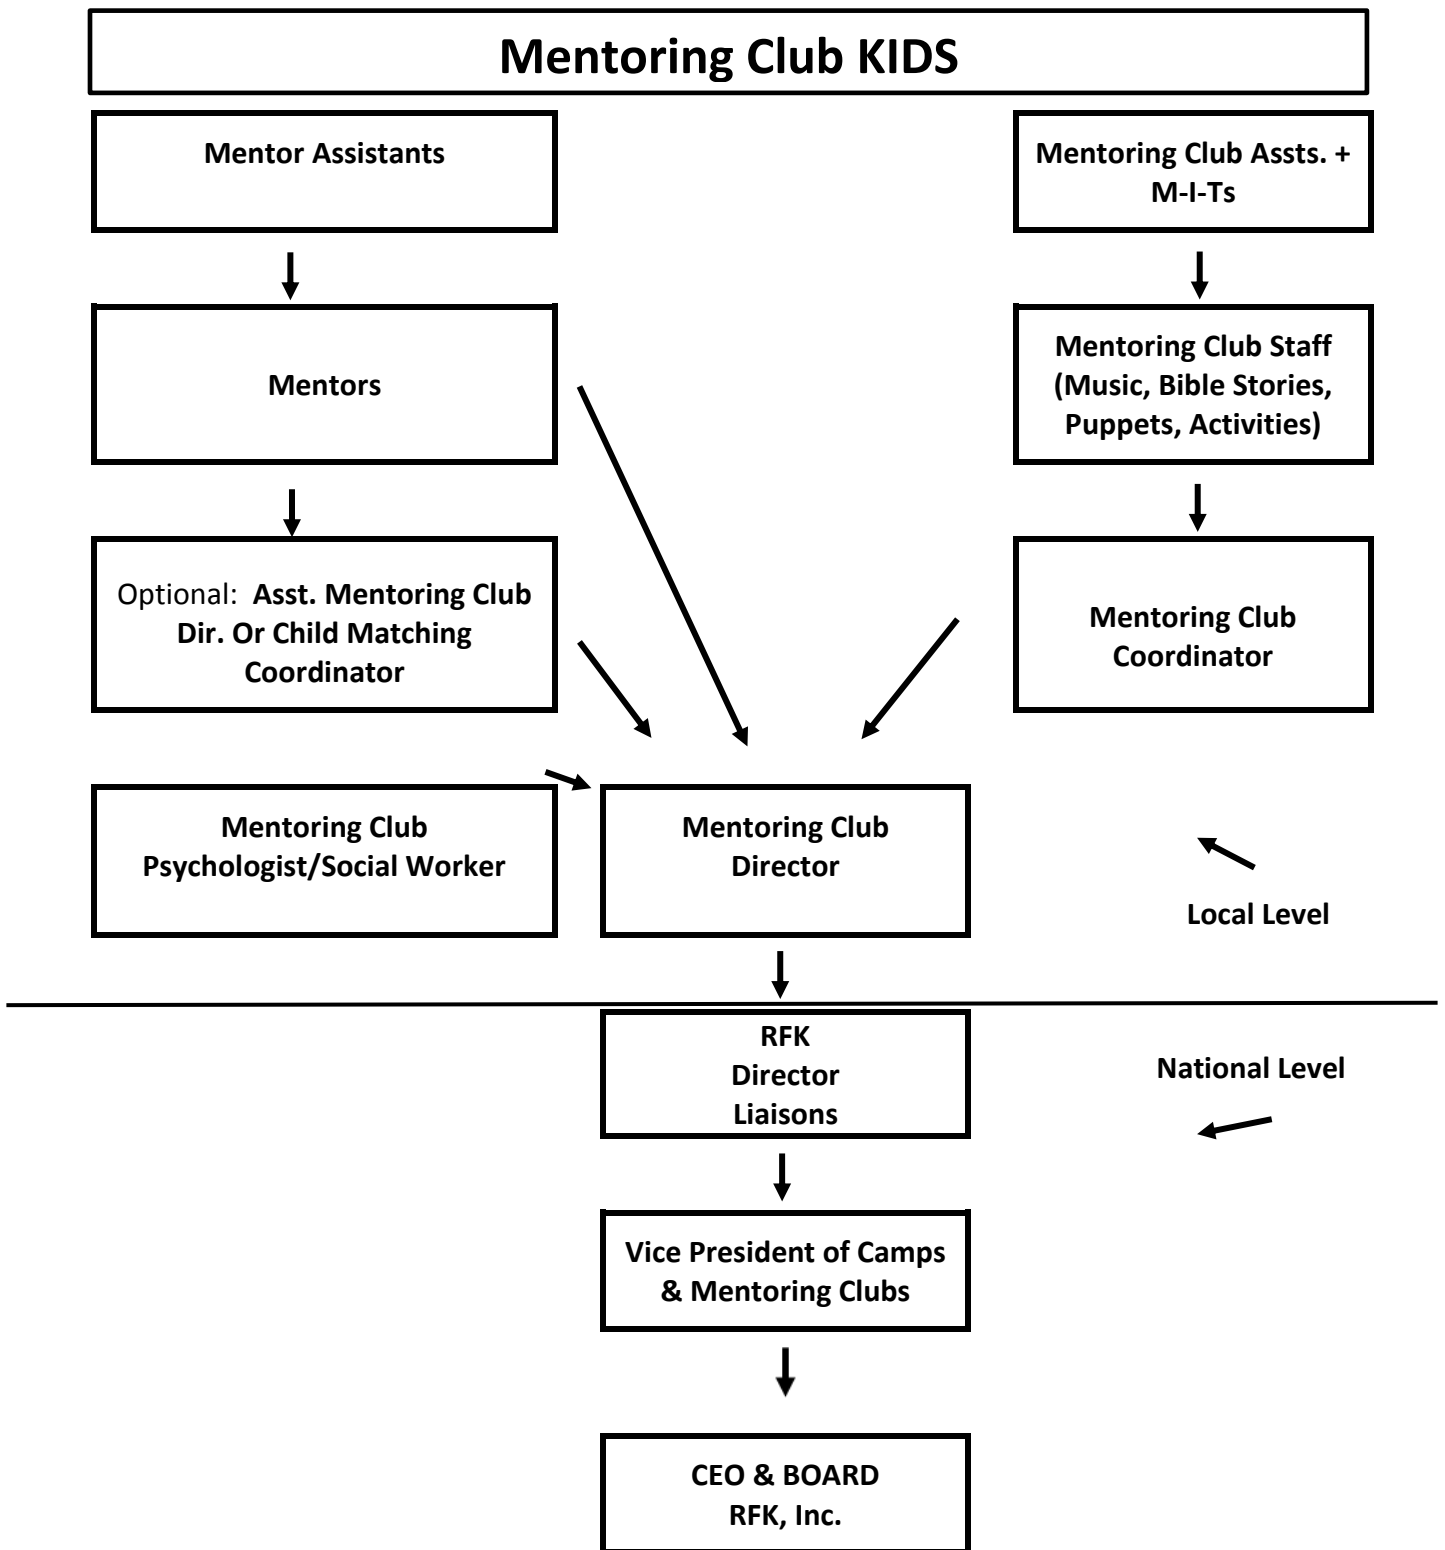 Mentoring Club KIDS
Mentor Assistants
Mentoring Club Assts. +
M-I-Ts
Mentors
Mentoring Club Staff
(Music, Bible Stories,
Puppets, Activities)
Optional:  Asst. Mentoring Club
Dir. Or Child Matching
Coordinator
Mentoring Club
Coordinator
Mentoring Club
Psychologist/Social Worker
Mentoring Club
Director
Local Level
RFK
Director
Liaisons
National Level
Vice President of Camps
& Mentoring Clubs
CEO & BOARD
RFK, Inc.